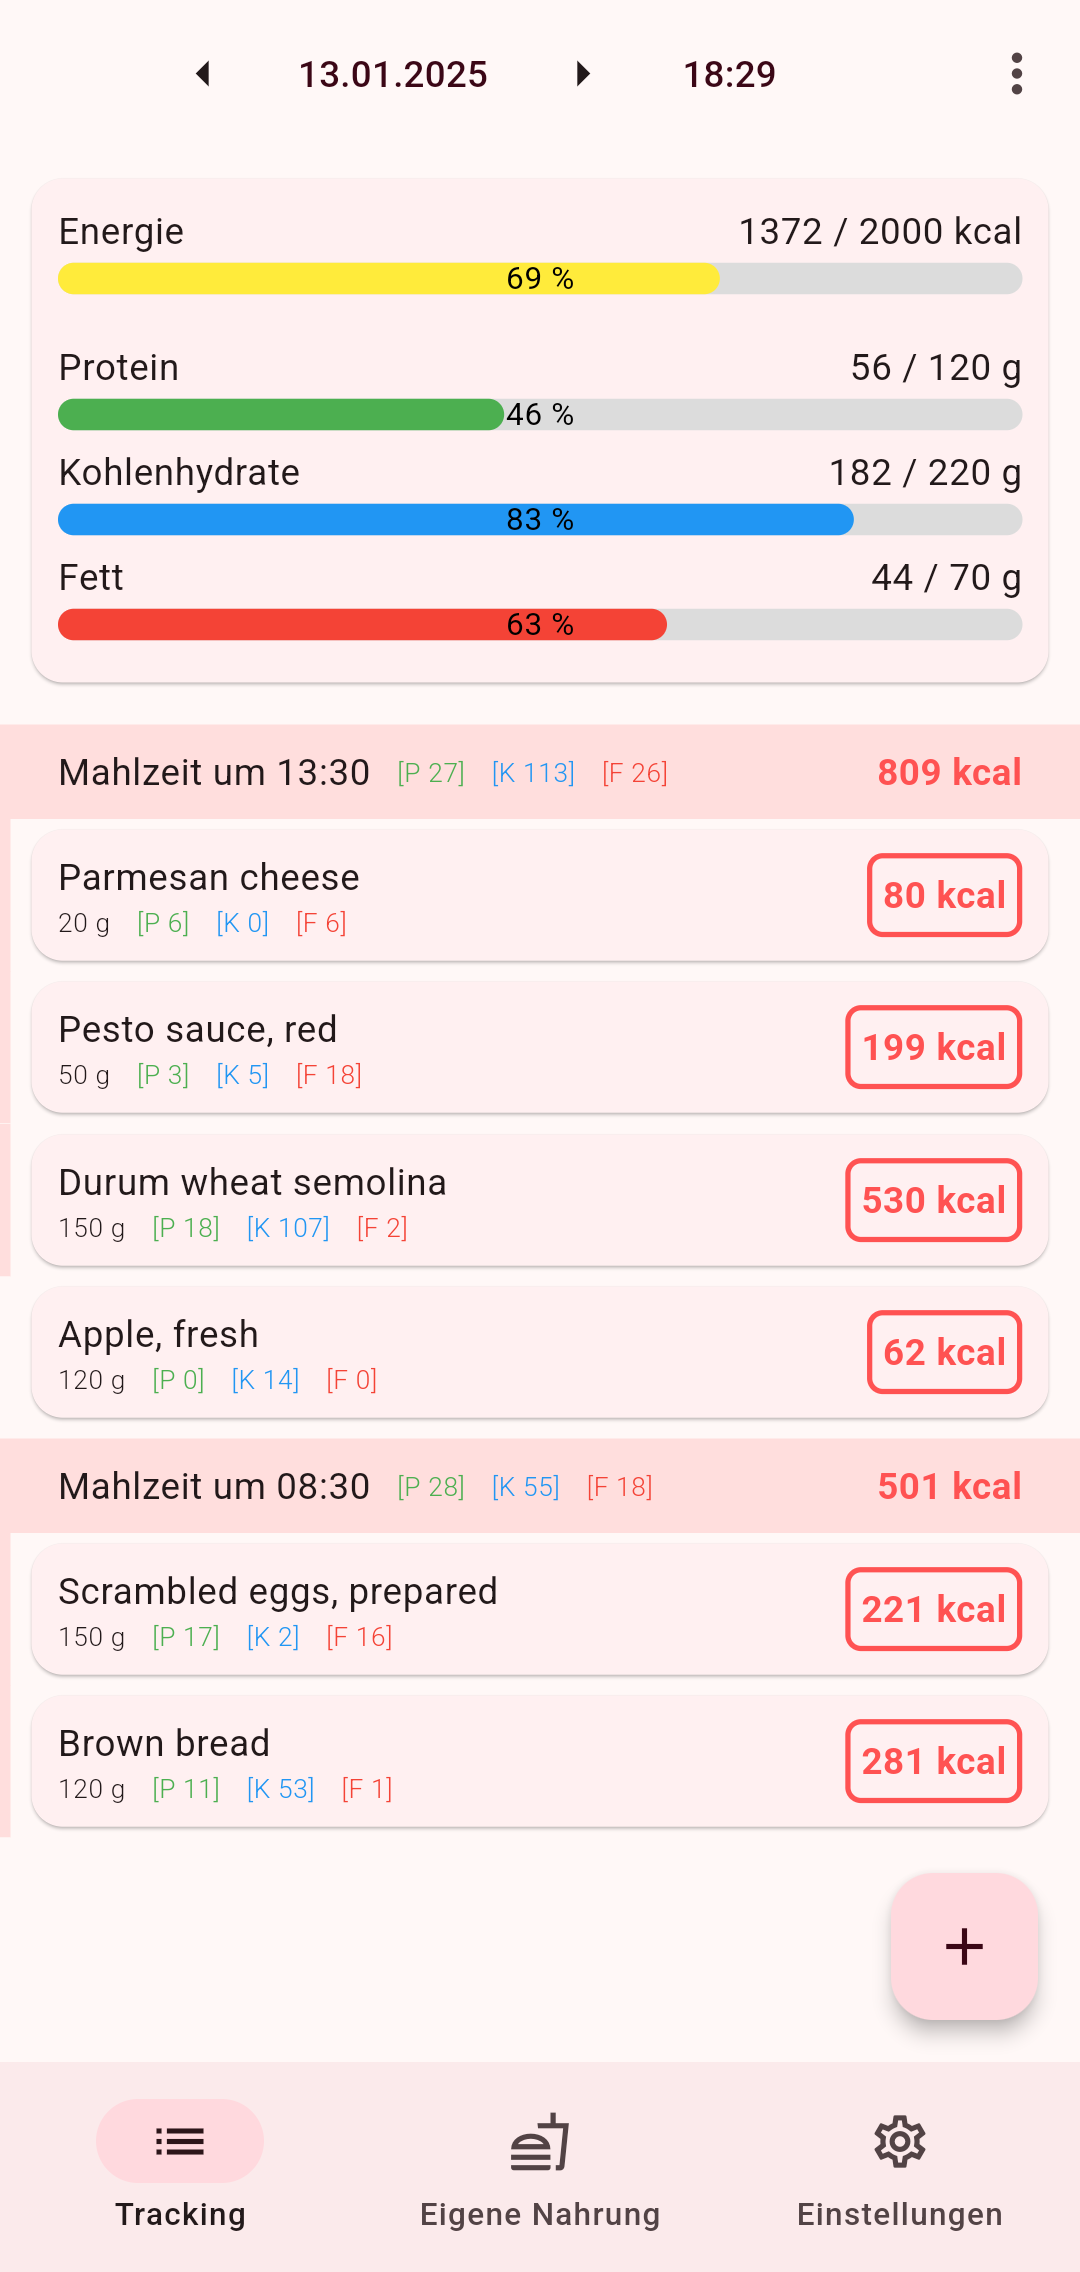 13.01.2025 18:29
Energie 1372 / 2000 kcal
69 %
Protein 56 / 120 g
46 %
Kohlenhydrate 182 / 220 g
83 %
Fett 44 / 70 g
63 %
Mahlzeit um 13:30 [P 27] [K 113] [F 26] 809 kcal
Parmesan cheese
20 g [P 6] [K 0] [F 6]
80 kcal
Pesto sauce, red
50 g [P 3] [K 5] [F 18]
199 kcal
Durum wheat semolina
150 g [P 18] [K 107] [F 2]
530 kcal
Apple, fresh
120 g [P 0] [K 14] [F 0]
62 kcal
Mahlzeit um 08:30 [P 28] [K 55] [F 18] 501 kcal
Scrambled eggs, prepared
150 g [P 17] [K 2] [F 16]
221 kcal
Brown bread
120 g [P 11] [K 53] [F 1]
281 kcal
Tracking Eigene Nahrung Einstellungen